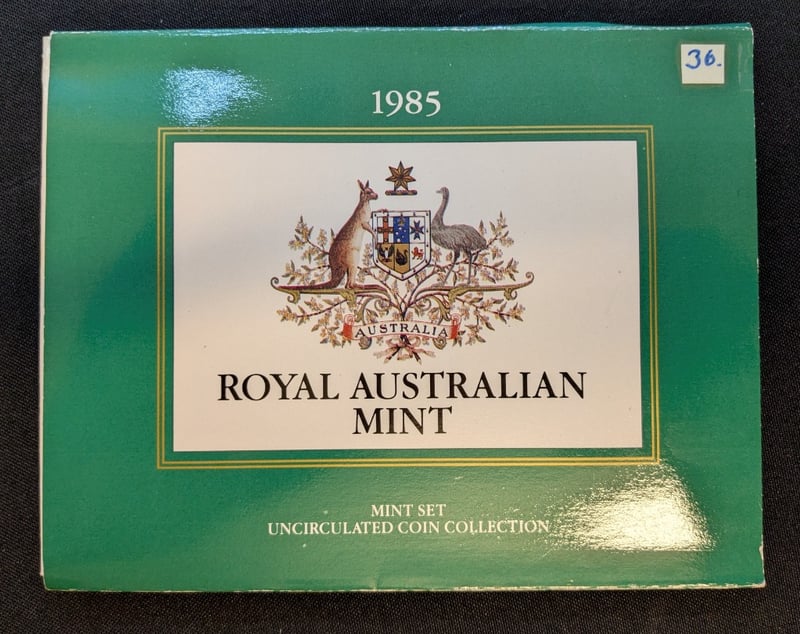 36.
1985
AUSTRALIA
ROYAL AUSTRALIAN
MINT
MINT SET
UNCIRCULATED COIN COLLECTION